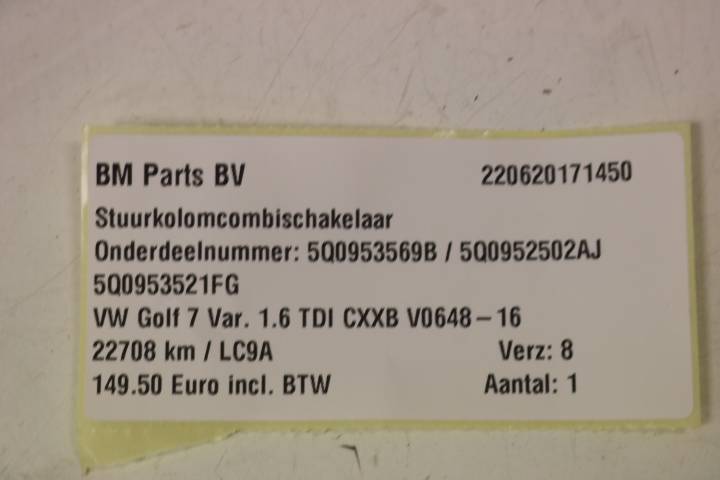 BM Parts BV 220620171450
Stuurkolomcombischakelaar
Onderdeelnummer: 5Q0953569B / 5Q0952502AJ
5Q0953521FG
VW Golf 7 Var. 1.6 TDI CXXB V0648-16
22708 km / LC9A Verz: 8
149.50 Euro incl. BTW Aantal: 1